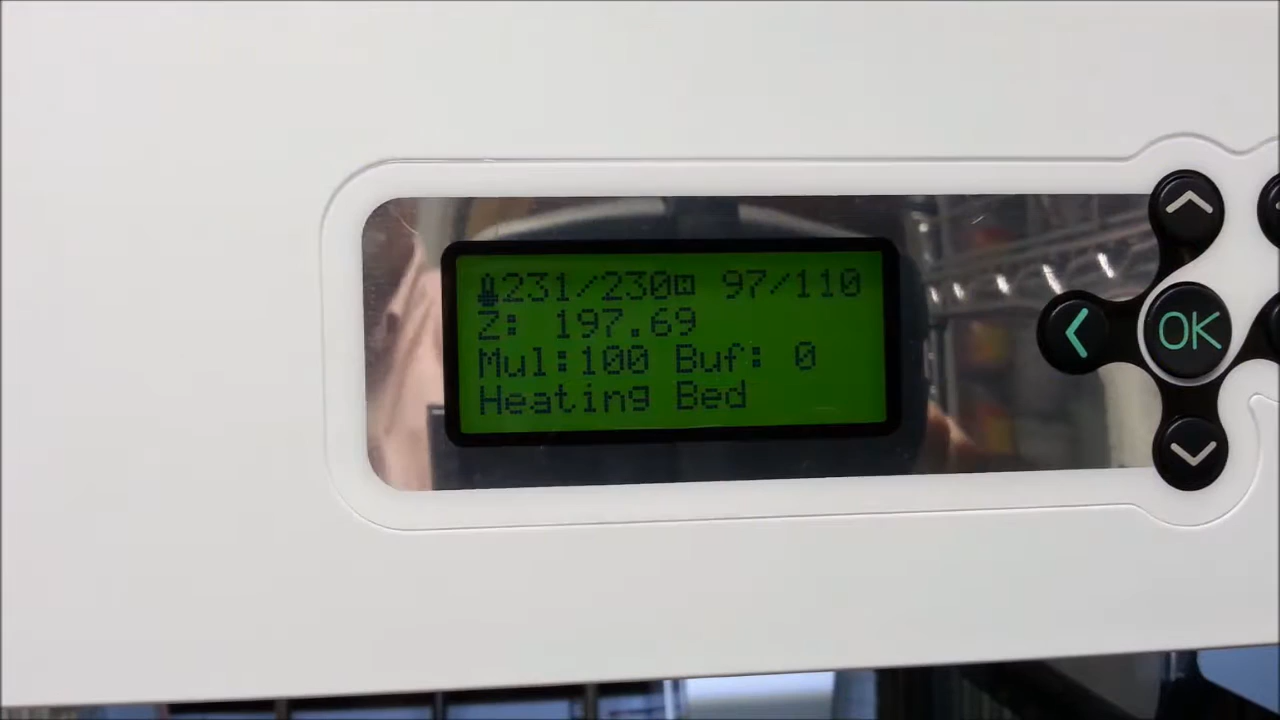 231/230 97/110
Z: 197.69
Mul:100 Buf: 0
Heating Bed
OK